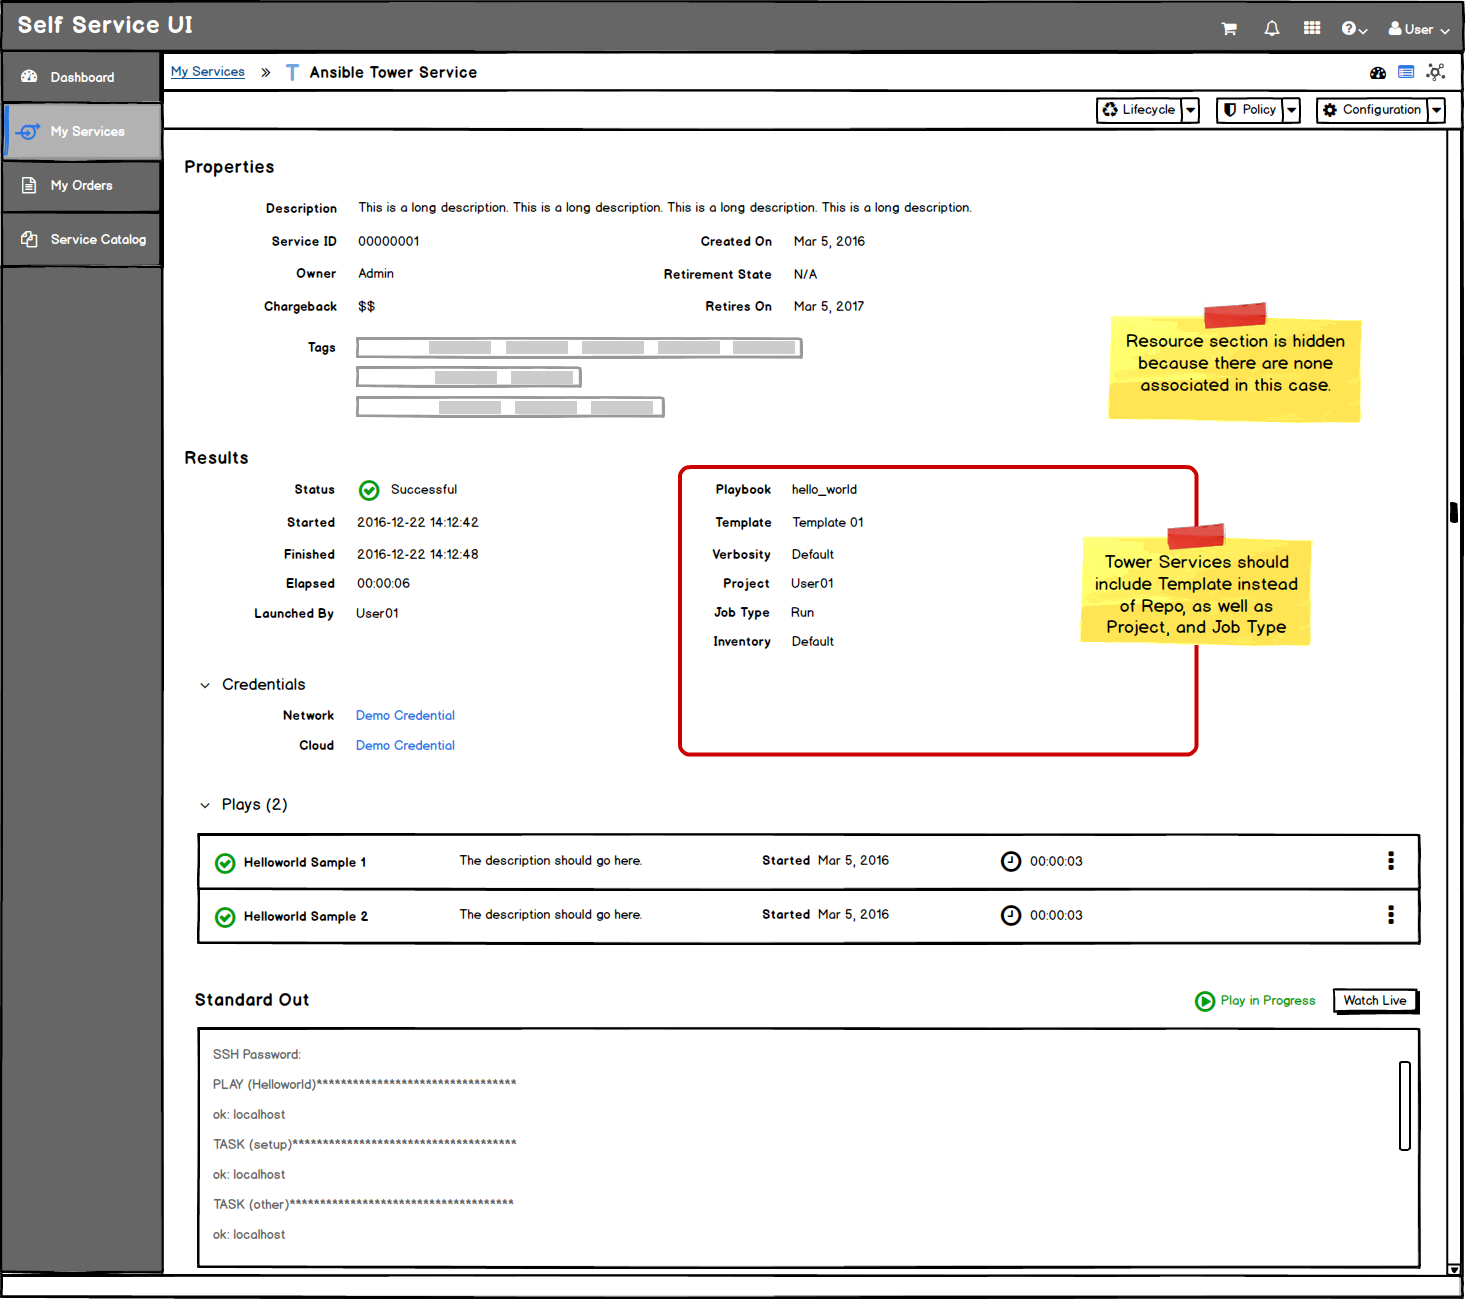 Self Service UI
User
Dashboard
My Services
My Orders
Service Catalog
My Services » T Ansible Tower Service
Lifecycle
Policy
Configuration
Properties
Description This is a long description. This is a long description. This is a long description. This is a long description.
Service ID 00000001 Created On Mar 5, 2016
Owner Admin Retirement State N/A
Chargeback $$ Retires On Mar 5, 2017
Tags
Resource section is hidden
because there are none
associated in this case.
Results
Status Successful Playbook hello_world
Started 2016-12-22 14:12:42 Template Template 01
Finished 2016-12-22 14:12:48 Verbosity Default
Elapsed 00:00:06 Project User01
Launched By User01 Job Type Run
Inventory Default
Tower Services should
include Template instead
of Repo, as well as
Project, and Job Type
Credentials
Network Demo Credential
Cloud Demo Credential
Plays (2)
Helloworld Sample 1 The description should go here. Started Mar 5, 2016 00:00:03
Helloworld Sample 2 The description should go here. Started Mar 5, 2016 00:00:03
Standard Out Play in Progress Watch Live
SSH Password:
PLAY (Helloworld)*********************************
ok: localhost
TASK (setup)*************************************
ok: localhost
TASK (other)*************************************
ok: localhost